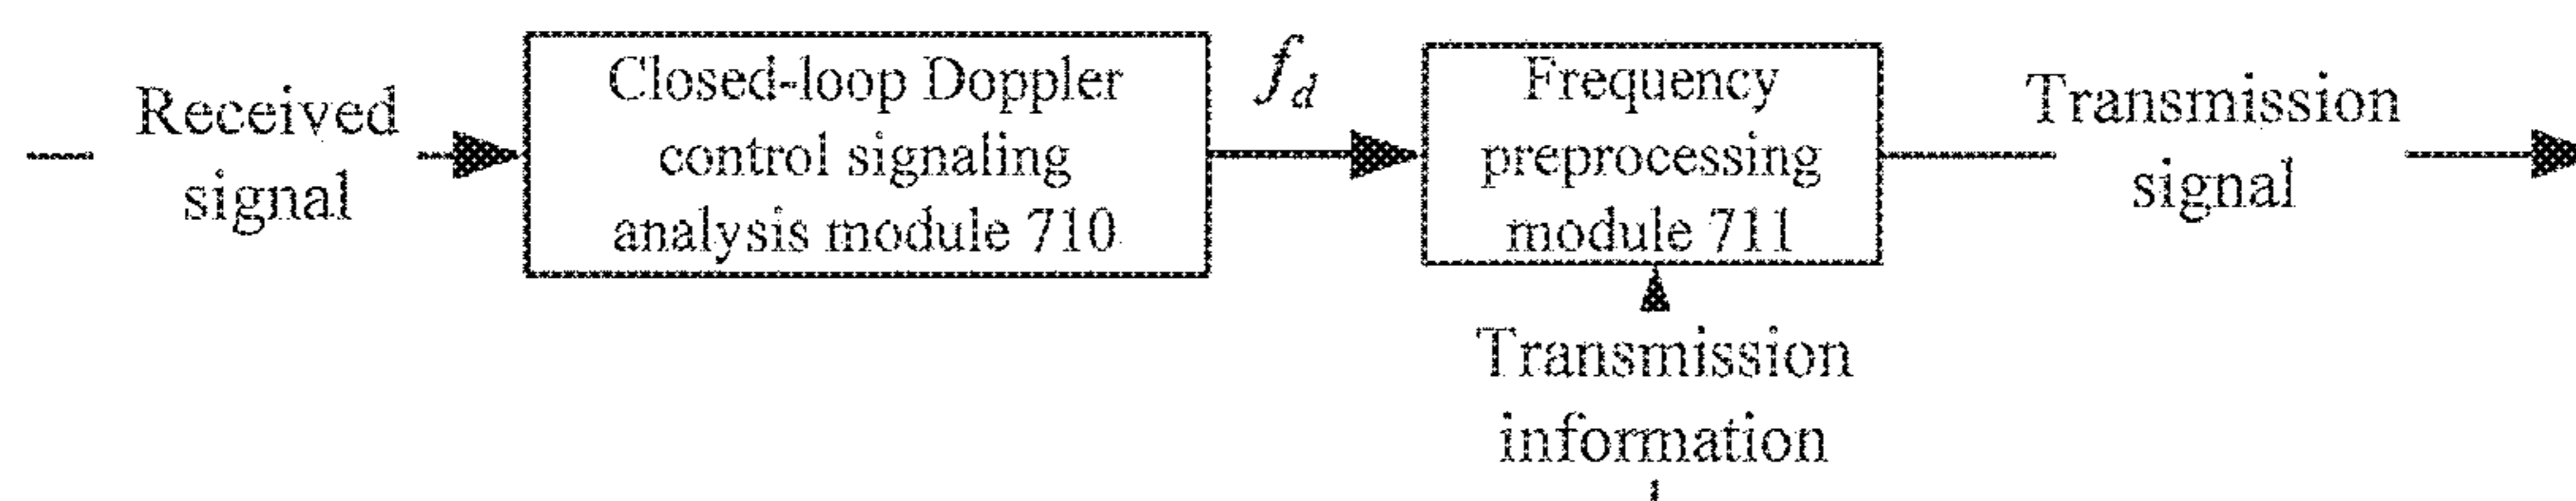 Received
signal
Closed-loop Doppler
control signaling
analysis module 710
f_d
Frequency
preprocessing
module 711
Transmission
signal
Transmission
information